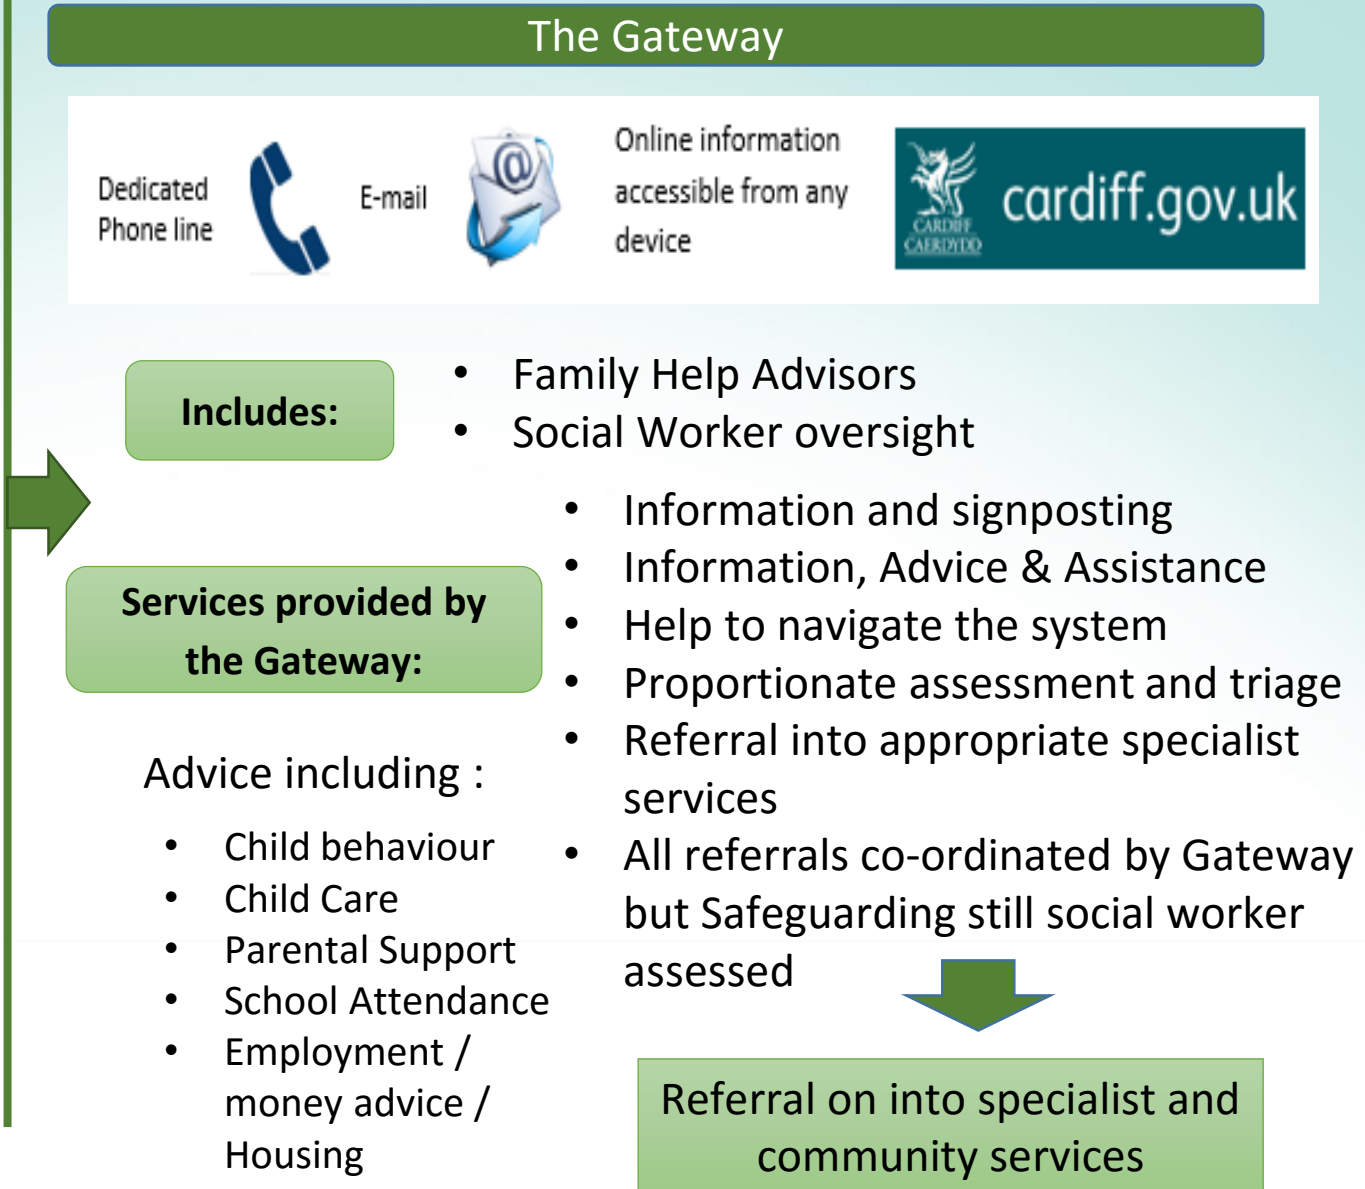 The Gateway
Dedicated
Phone line
E-mail
Online information
accessible from any
device
CARDIFF
CAERDYDD
cardiff.gov.uk
Includes:
• Family Help Advisors
• Social Worker oversight
Services provided by
the Gateway:
• Information and signposting
• Information, Advice & Assistance
• Help to navigate the system
• Proportionate assessment and triage
• Referral into appropriate specialist
services
• All referrals co-ordinated by Gateway
but Safeguarding still social worker
assessed
Advice including :
• Child behaviour
• Child Care
• Parental Support
• School Attendance
• Employment /
money advice /
Housing
Referral on into specialist and
community services